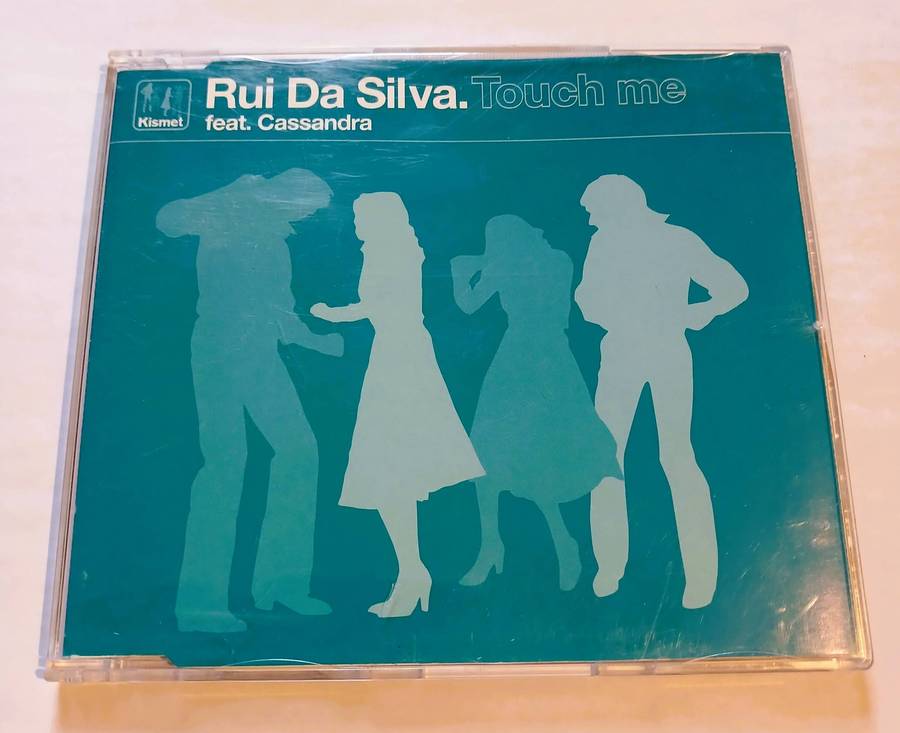 Kismet
Rui Da Silva. Touch me
feat. Cassandra